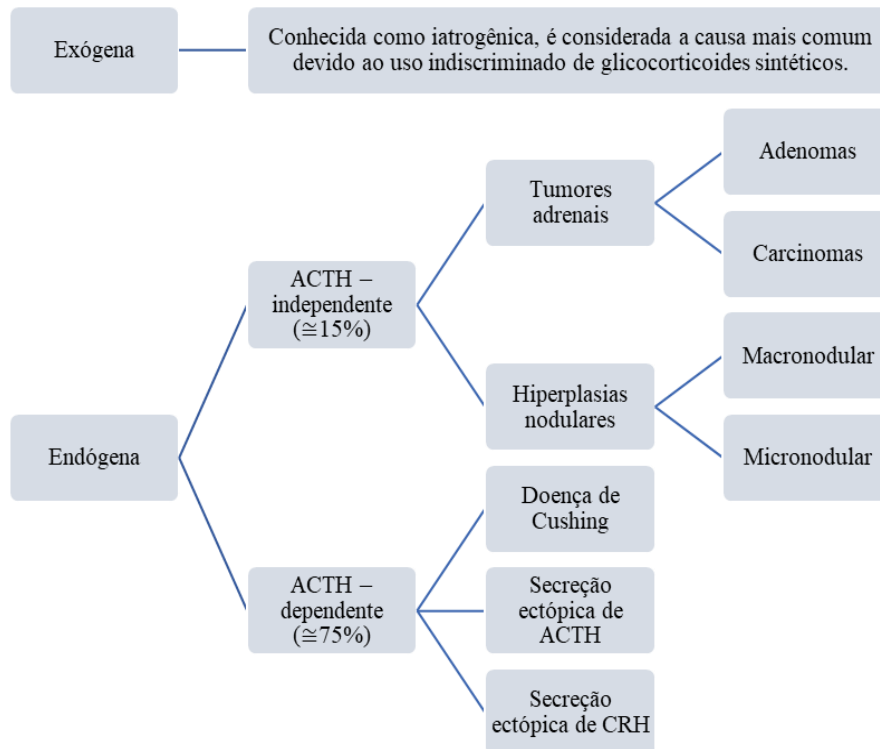 Exógena
Conhecida como iatrogênica, é considerada a causa mais comum
devido ao uso indiscriminado de glicocorticoides sintéticos.
Endógena
ACTH –
independente
(≅15%)
Tumores
adrenais
Adenomas
Carcinomas
Hiperplasias
nodulares
Macronodular
Micronodular
ACTH –
dependente
(≅75%)
Doença de
Cushing
Secreção
ectópica de
ACTH
Secreção
ectópica de CRH